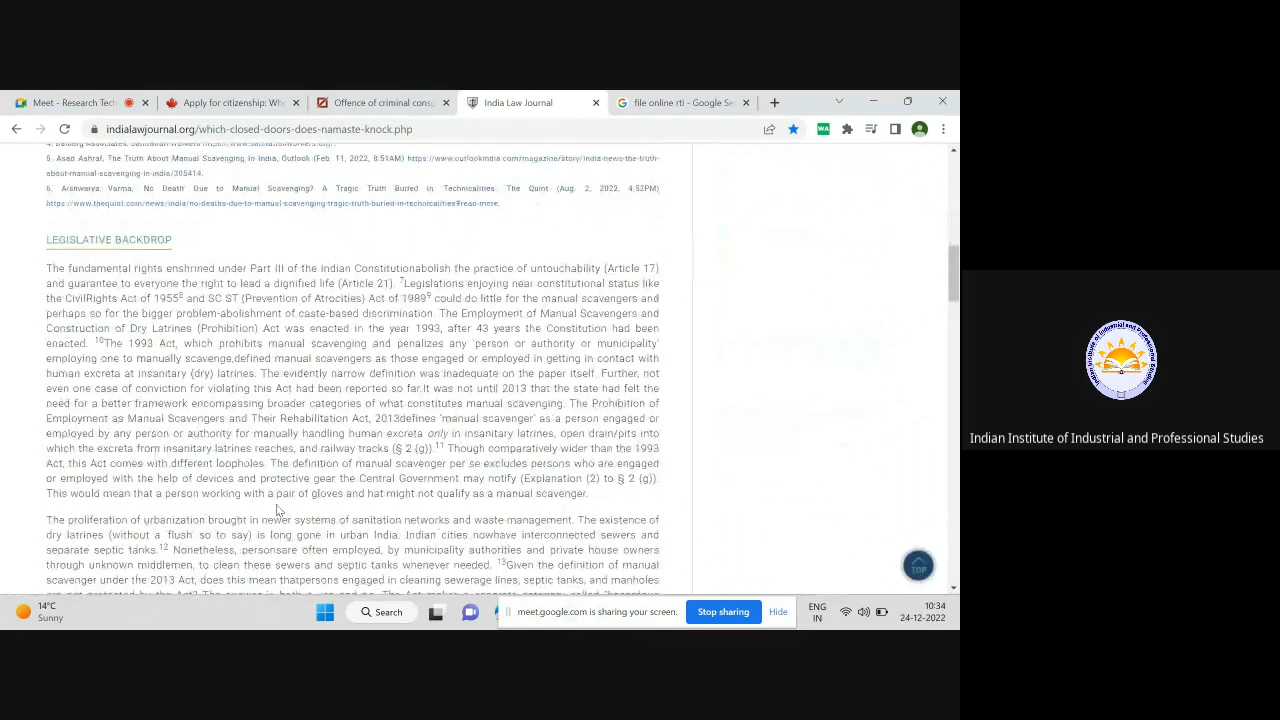 Meet - Research Tech
Apply for citizenship: Wh
Offence of criminal cons
India Law Journal
file online rti - Google Se
indialawjournal.org/which-closed-doors-does-namaste-knock.php
5. Asad Ashraf, The Truth About Manual Scavenging in India, Outlook (Feb. 11, 2022, 8:51AM) https://www.outlookindia.com/magazine/story/india-news-the-truth-
about-manual-scavenging-in-india/305414.
6. Aishwarya Varma, No Death Due to Manual Scavenging? A Tragic Truth Buried in Technicalities, The Quint (Aug. 2, 2022, 4.52PM)
https://www.thequint.com/news/india/no-deaths-due-to-manual-scavenging-tragic-truth-buried-in-technicalities#read-more.
LEGISLATIVE BACKDROP
The fundamental rights enshrined under Part III of the Indian Constitutionabolish the practice of untouchability (Article 17)
and guarantee to everyone the right to lead a dignified life (Article 21). 7Legislations enjoying near constitutional status like
the CivilRights Act of 19558 and SC ST (Prevention of Atrocities) Act of 19899 could do little for the manual scavengers and
perhaps so for the bigger problem-abolishment of caste-based discrimination. The Employment of Manual Scavengers and
Construction of Dry Latrines (Prohibition) Act was enacted in the year 1993, after 43 years the Constitution had been
enacted. 10The 1993 Act, which prohibits manual scavenging and penalizes any 'person or authority or municipality'
employing one to manually scavenge,defined manual scavengers as those engaged or employed in getting in contact with
human excreta at insanitary (dry) latrines. The evidently narrow definition was inadequate on the paper itself. Further, not
even one case of conviction for violating this Act had been reported so far.It was not until 2013 that the state had felt the
need for a better framework encompassing broader categories of what constitutes manual scavenging. The Prohibition of
Employment as Manual Scavengers and Their Rehabilitation Act, 2013defines 'manual scavenger' as a person engaged or
employed by any person or authority for manually handling human excreta only in insanitary latrines, open drain/pits into
which the excreta from insanitary latrines reaches, and railway tracks (§ 2 (g)).11 Though comparatively wider than the 1993
Act, this Act comes with different loopholes. The definition of manual scavenger per se excludes persons who are engaged
or employed with the help of devices and protective gear the Central Government may notify (Explanation (2) to § 2 (g)).
This would mean that a person working with a pair of gloves and hat might not qualify as a manual scavenger.
The proliferation of urbanization brought in newer systems of sanitation networks and waste management. The existence of
dry latrines (without a 'flush' so to say) is long gone in urban India. Indian cities nowhave interconnected sewers and
separate septic tanks.12 Nonetheless, personsare often employed, by municipality authorities and private house owners
through unknown middlemen, to clean these sewers and septic tanks whenever needed. 13Given the definition of manual
scavenger under the 2013 Act, does this mean thatpersons engaged in cleaning sewerage lines, septic tanks, and manholes
TOP
14°C
Sunny
Search
meet.google.com is sharing your screen.
Stop sharing
Hide
ENG
IN
10:34
24-12-2022
Indian Institute of Industrial and Professional Studies